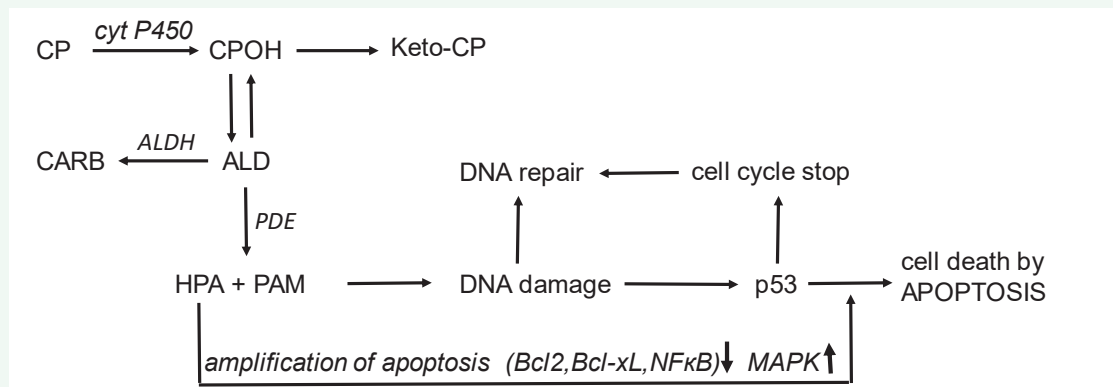 cyt P450
CP CPOH Keto-CP
ALDH
CARB ALD
DNA repair cell cycle stop
PDE
HPA + PAM DNA damage p53 cell death by
APOPTOSIS
amplification of apoptosis (Bcl2,Bcl-xL,NFκB) MAPK